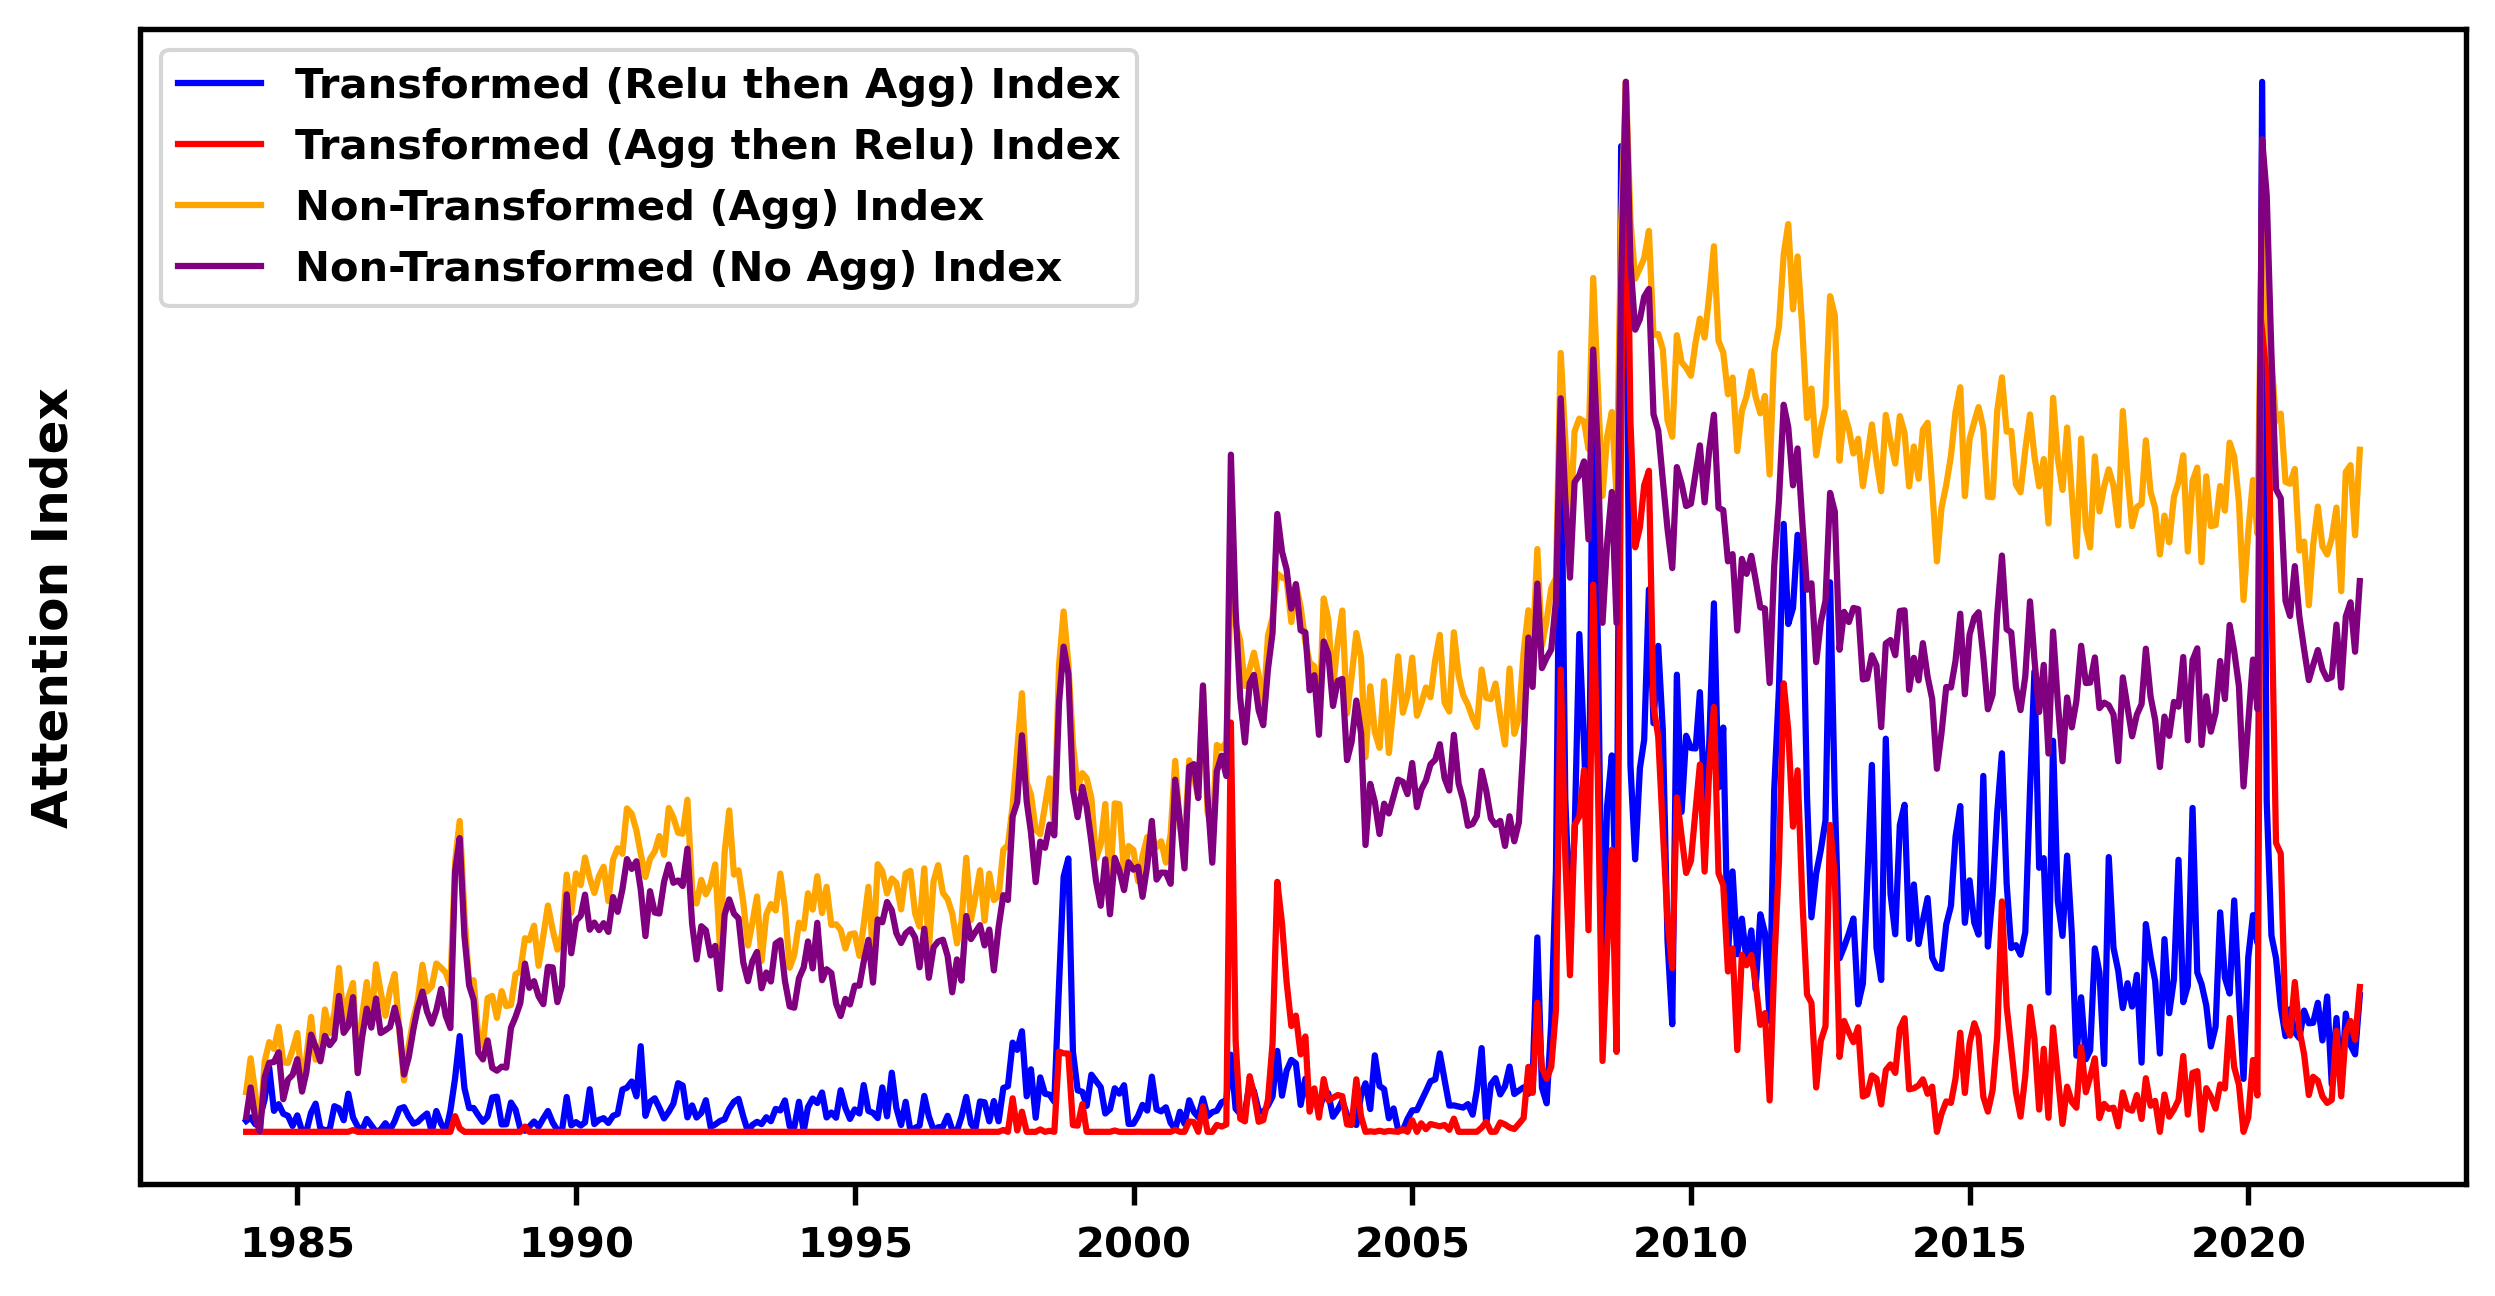 Transformed (Relu then Agg) Index
Transformed (Agg then Relu) Index
Non-Transformed (Agg) Index
Non-Transformed (No Agg) Index
Attention Index
1985 1990 1995 2000 2005 2010 2015 2020